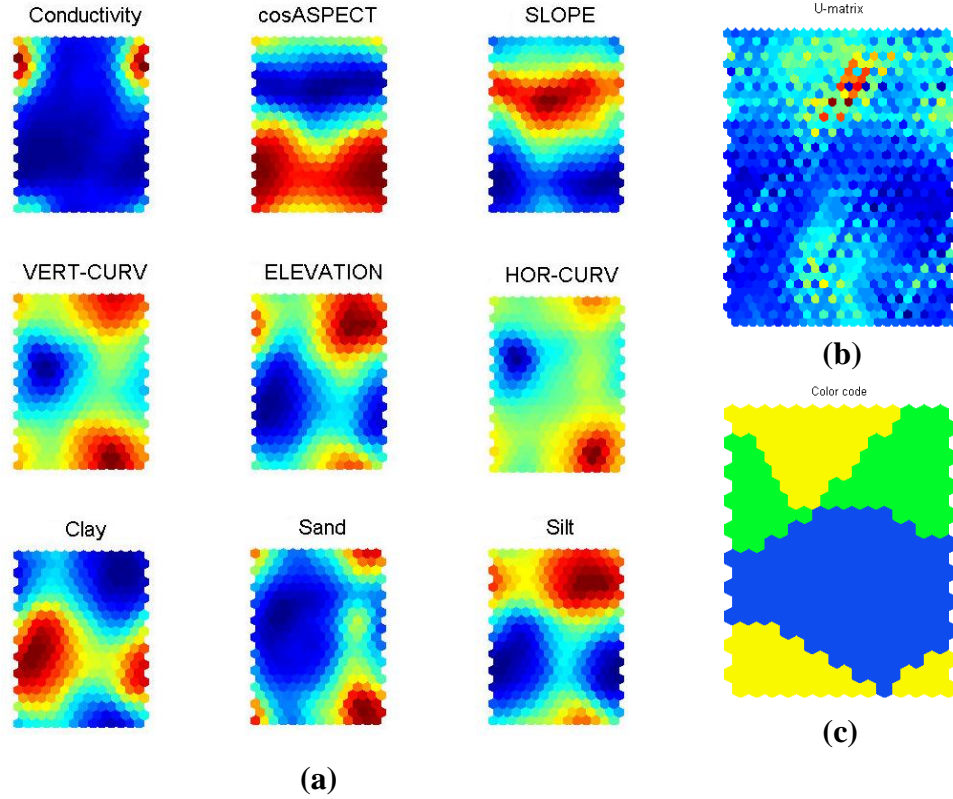 Conductivity
cosASPECT
SLOPE
VERT-CURV
ELEVATION
HOR-CURV
Clay
Sand
Silt
(a)
U-matrix
(b)
Color code
(c)